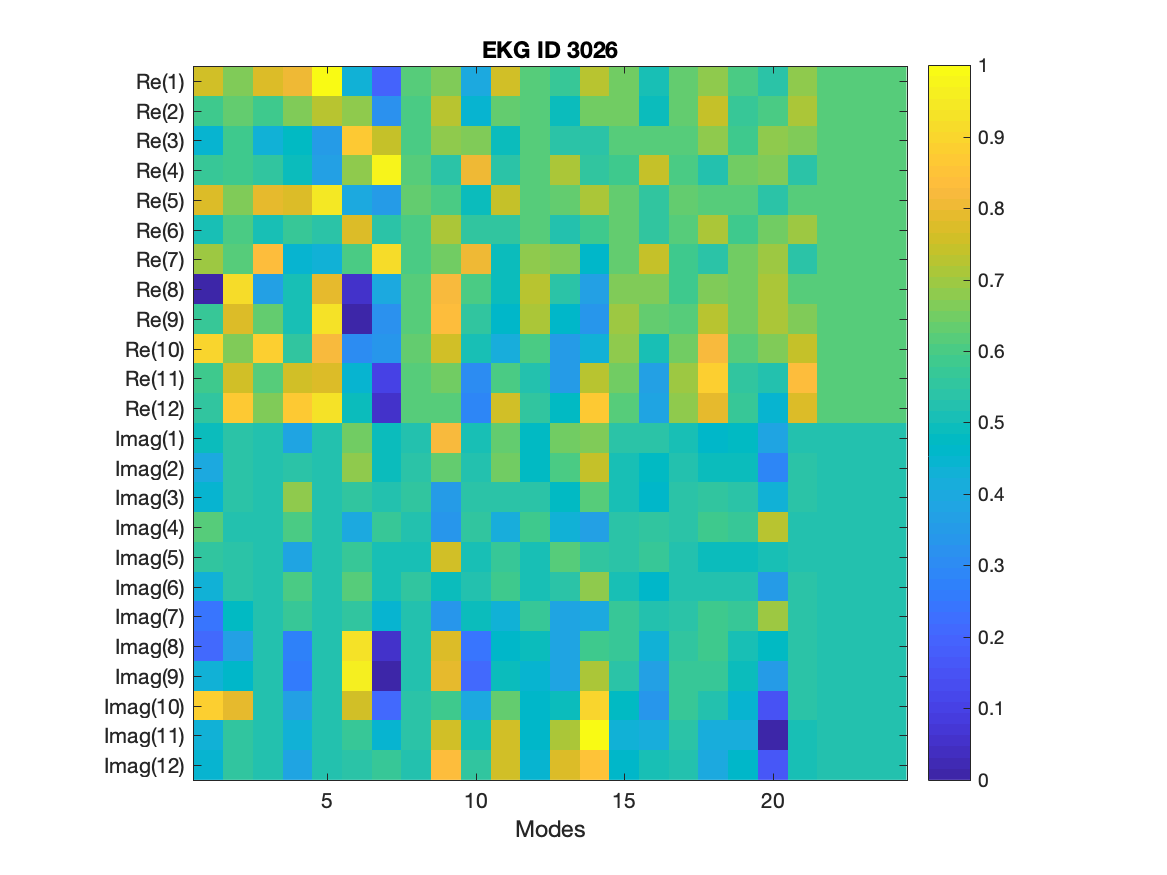 EKG ID 3026
Re(1)
Re(2)
Re(3)
Re(4)
Re(5)
Re(6)
Re(7)
Re(8)
Re(9)
Re(10)
Re(11)
Re(12)
Imag(1)
Imag(2)
Imag(3)
Imag(4)
Imag(5)
Imag(6)
Imag(7)
Imag(8)
Imag(9)
Imag(10)
Imag(11)
Imag(12)
5 10 15 20
Modes
1
0.9
0.8
0.7
0.6
0.5
0.4
0.3
0.2
0.1
0